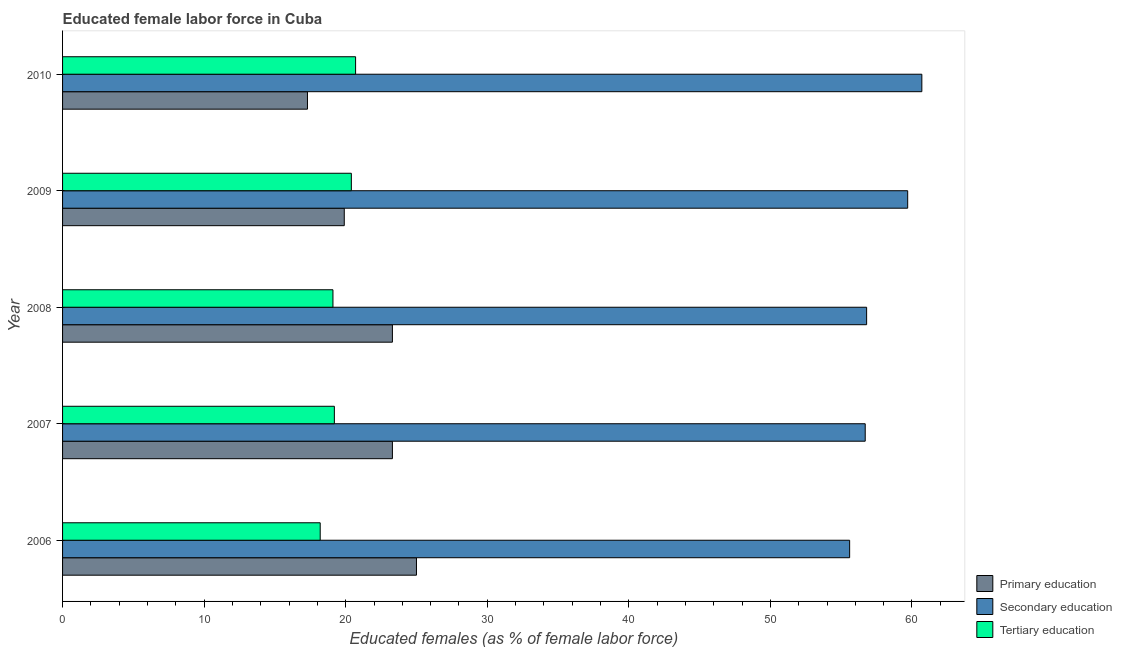 Educated female labor force in Cuba
2010
2009
2008
2007
2006
Year
0
10
20
30
40
50
60
Educated females (as % of female labor force)
Primary education
Secondary education
Tertiary education